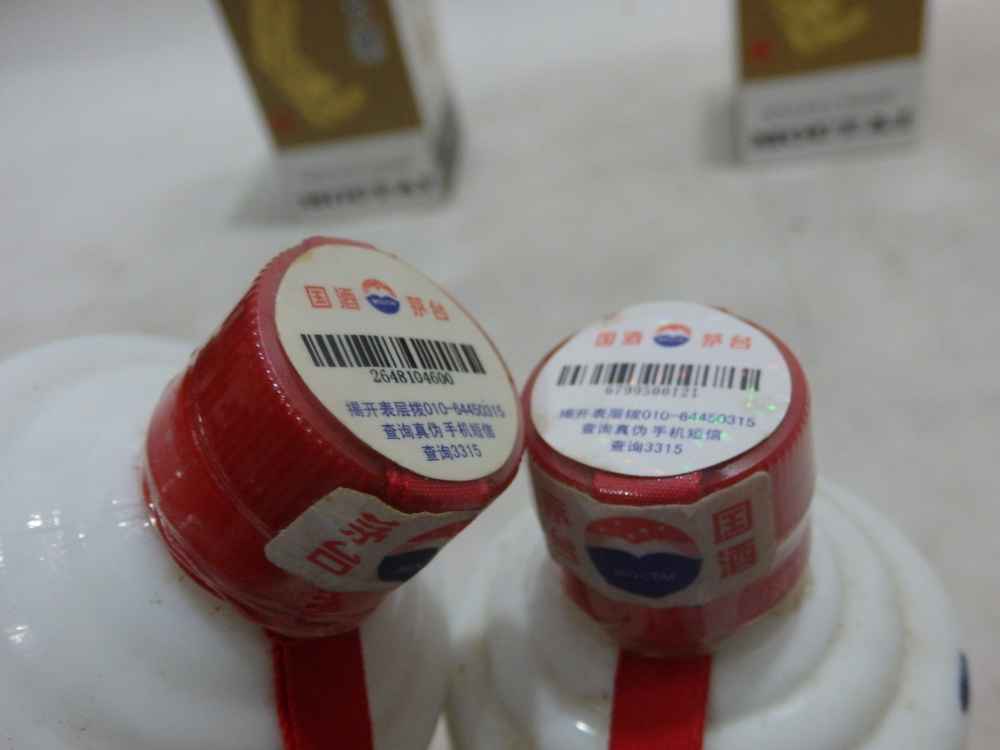 国酒 茅台
2648104600
揭开表层拨010-64450315
查询真伪 手机短信
查询3315
国酒 茅台
6799500121
揭开表层拨010-64450315
查询真伪 手机短信
查询3315
国酒